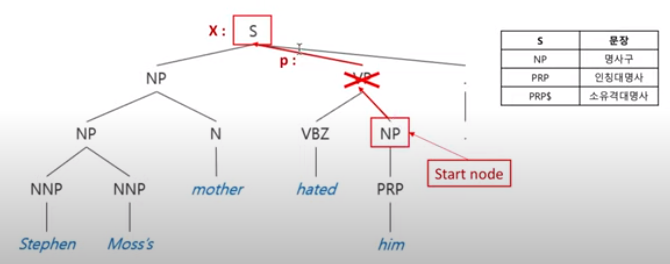 X : S
p :
NP VP .
NP N VBZ NP
Start node
NNP NNP mother hated PRP
Stephen Moss's him
S 문장
NP 명사구
PRP 인칭대명사
PRP$ 소유격대명사